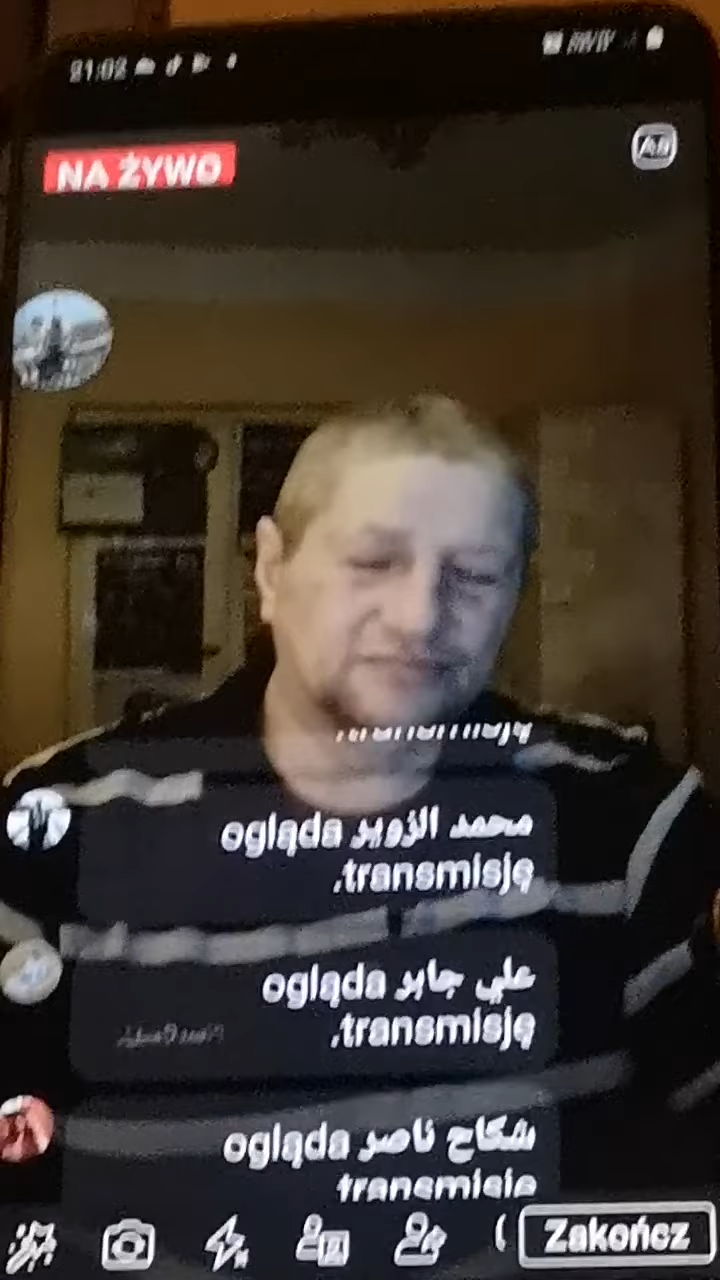 21:02
NA ŻYWO
محمد الزوير ogląda
transmisję.
علي جابر ogląda
transmisję.
شكاح ناصر ogląda
transmisję
Zakończ